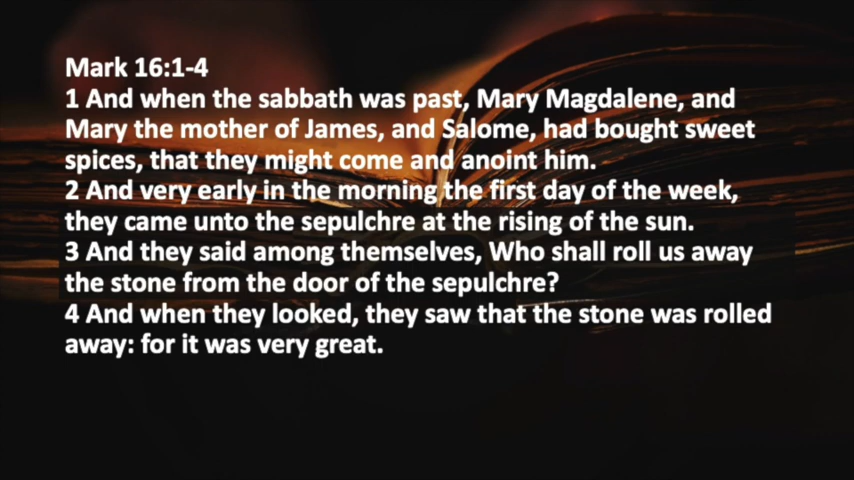 Mark 16:1-4
1 And when the sabbath was past, Mary Magdalene, and
Mary the mother of James, and Salome, had bought sweet
spices, that they might come and anoint him.
2 And very early in the morning the first day of the week,
they came unto the sepulchre at the rising of the sun.
3 And they said among themselves, Who shall roll us away
the stone from the door of the sepulchre?
4 And when they looked, they saw that the stone was rolled
away: for it was very great.